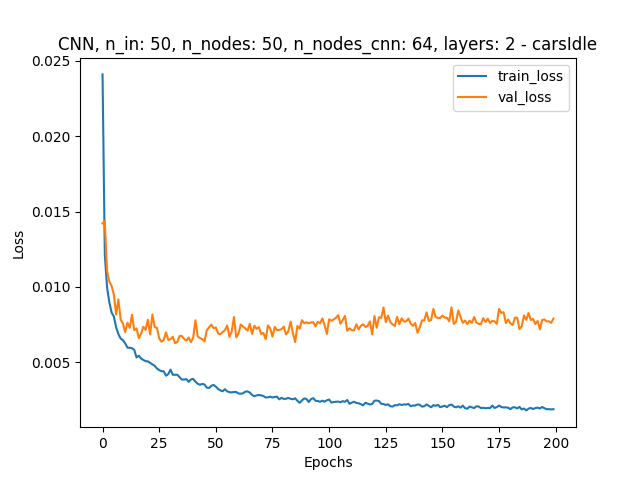 CNN, n_in: 50, n_nodes: 50, n_nodes_cnn: 64, layers: 2 - carsIdle
train_loss
val_loss
0.025
0.020
0.015
0.010
0.005
Loss
0 25 50 75 100 125 150 175 200
Epochs